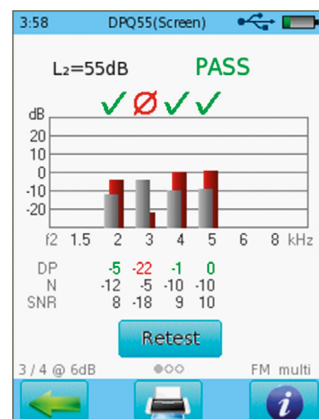 3:58 DPQ55(Screen)
L₂=55dB PASS
dB
20
10
0
-10
-20
f2 1.5 2 3 4 5 6 8 kHz
DP -5 -22 -1 0
N -12 -5 -10 -10
SNR 8 -18 9 10
Retest
3 / 4 @ 6dB FM multi
i